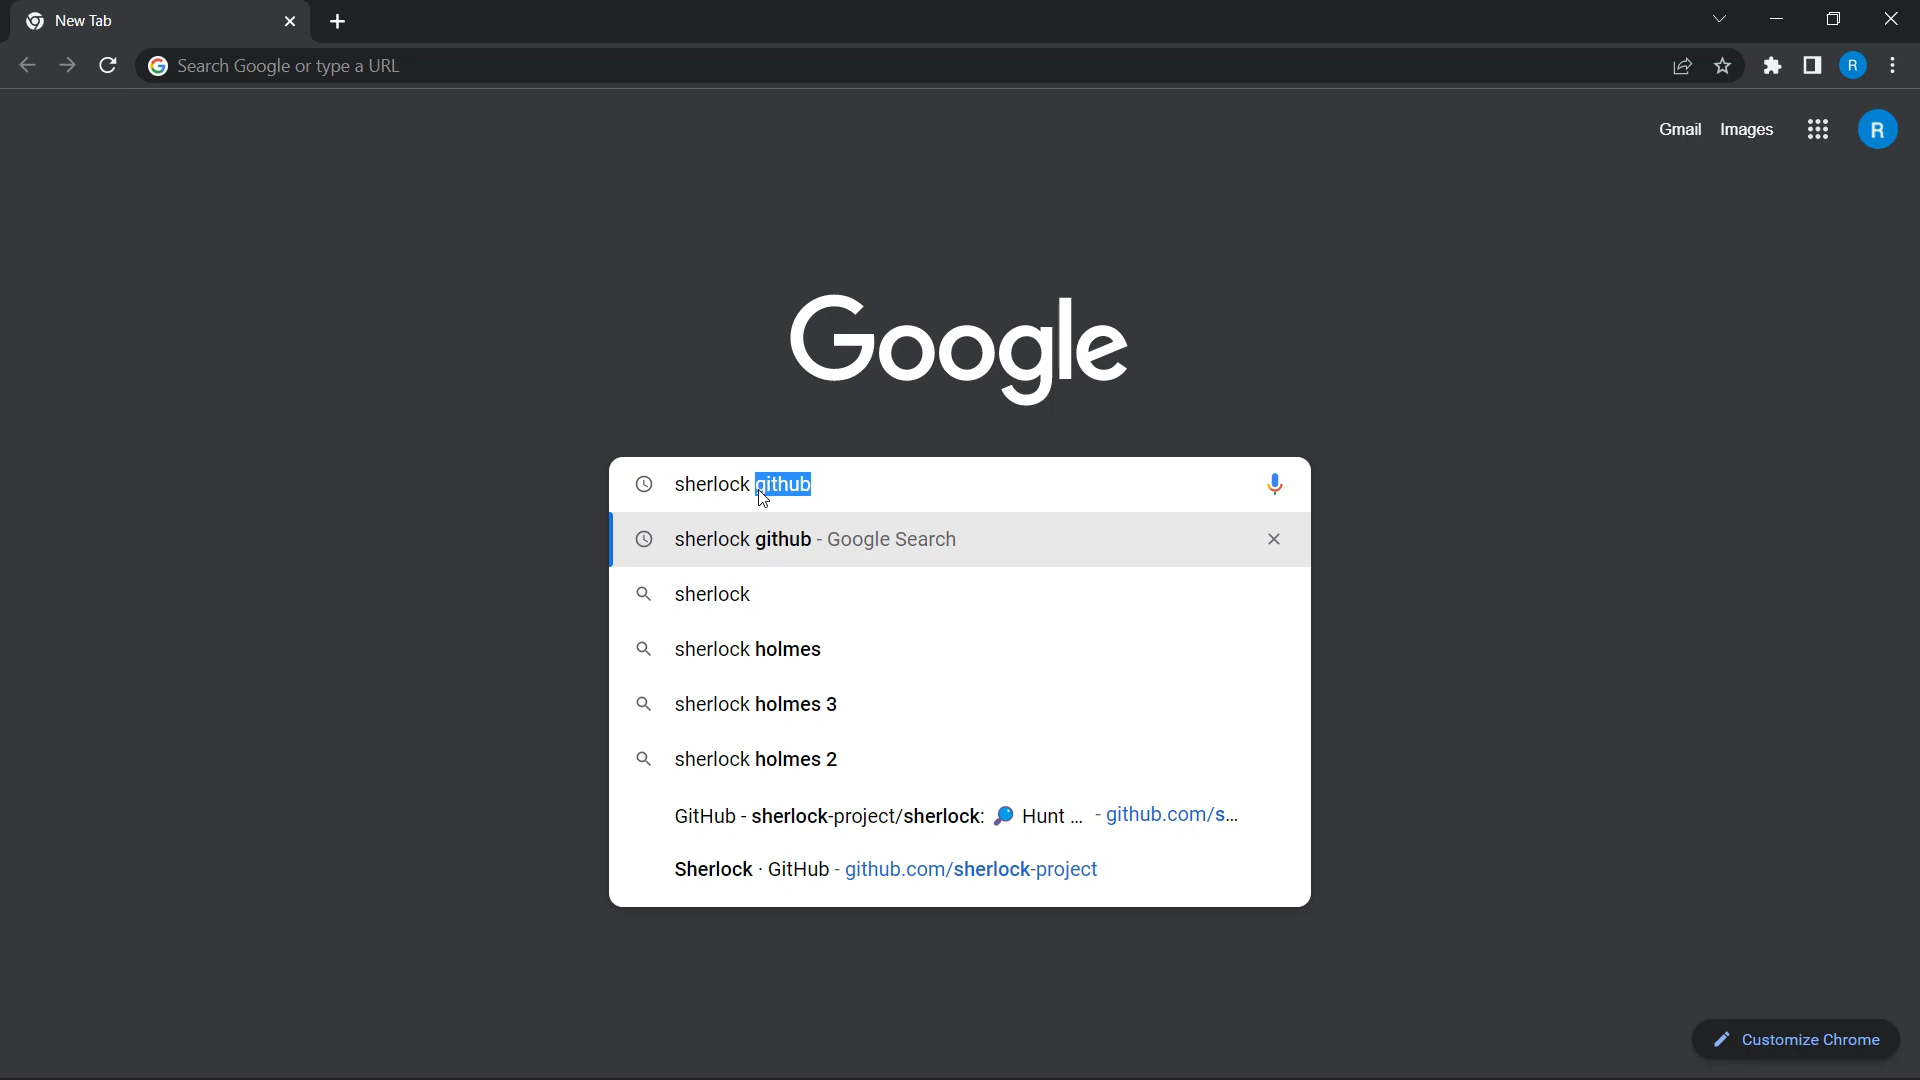 New Tab
Search Google or type a URL
R
Gmail Images
R
Google
sherlock github
sherlock github - Google Search
sherlock
sherlock holmes
sherlock holmes 3
sherlock holmes 2
GitHub - sherlock-project/sherlock: 🔎 Hunt ... - github.com/s...
Sherlock · GitHub - github.com/sherlock-project
Customize Chrome